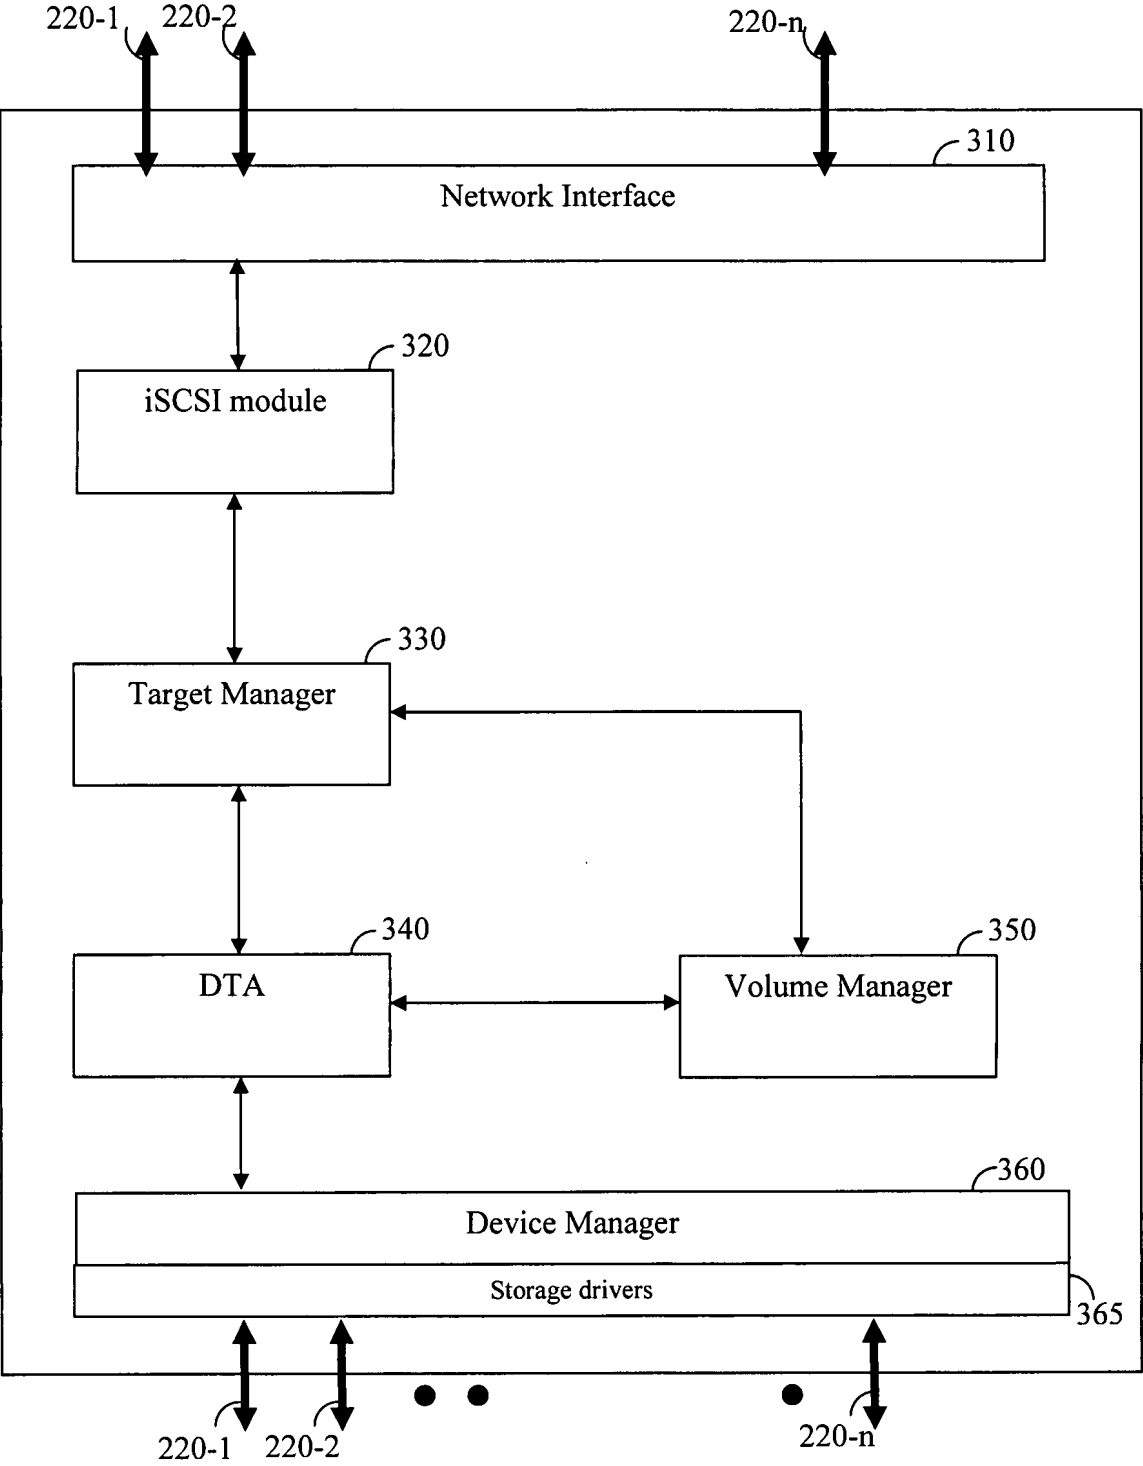 220-1
220-2
220-n
310
Network Interface
320
iSCSI module
330
Target Manager
340
DTA
350
Volume Manager
360
Device Manager
Storage drivers
365
220-1
220-2
220-n